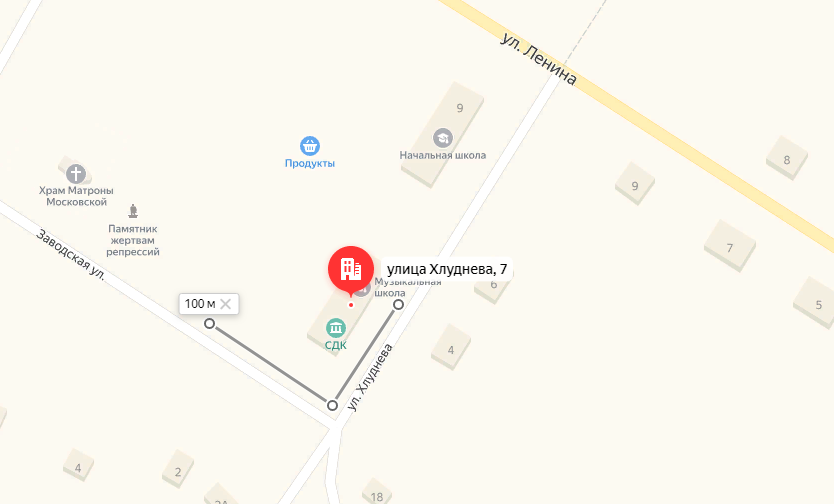 ул. Ленина
9
Начальная школа
Продукты
8
9
Храм Матроны
Московской
Памятник
жертвам
репрессий
7
Заводская ул.
улица Хлуднева, 7
Музыкальная
школа
6
5
100 м
СДК
4
ул. Хлуднева
4
2
2А
18